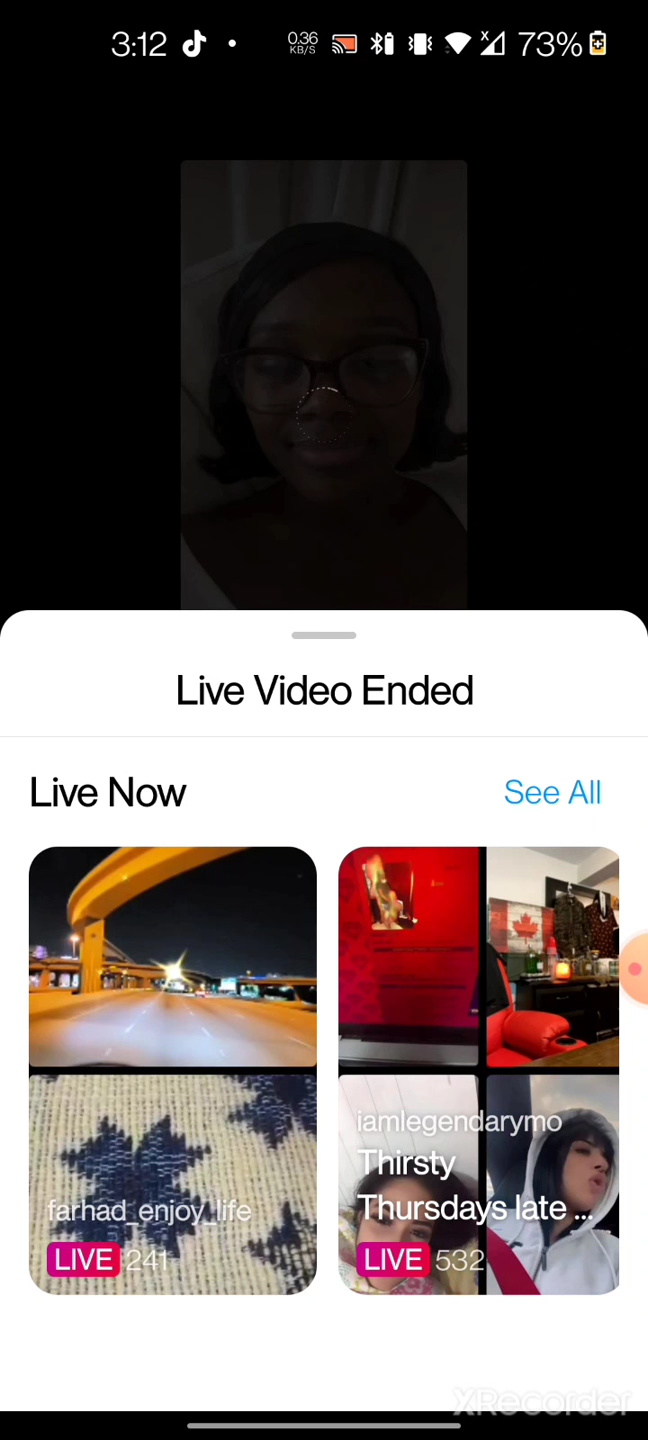 3:12
0.36
KB/S
X
73%
Live Video Ended
Live Now
See All
farhad_enjoy_life
LIVE 241
iamlegendarymo
Thirsty
Thursdays late ...
LIVE 532
XRecorder